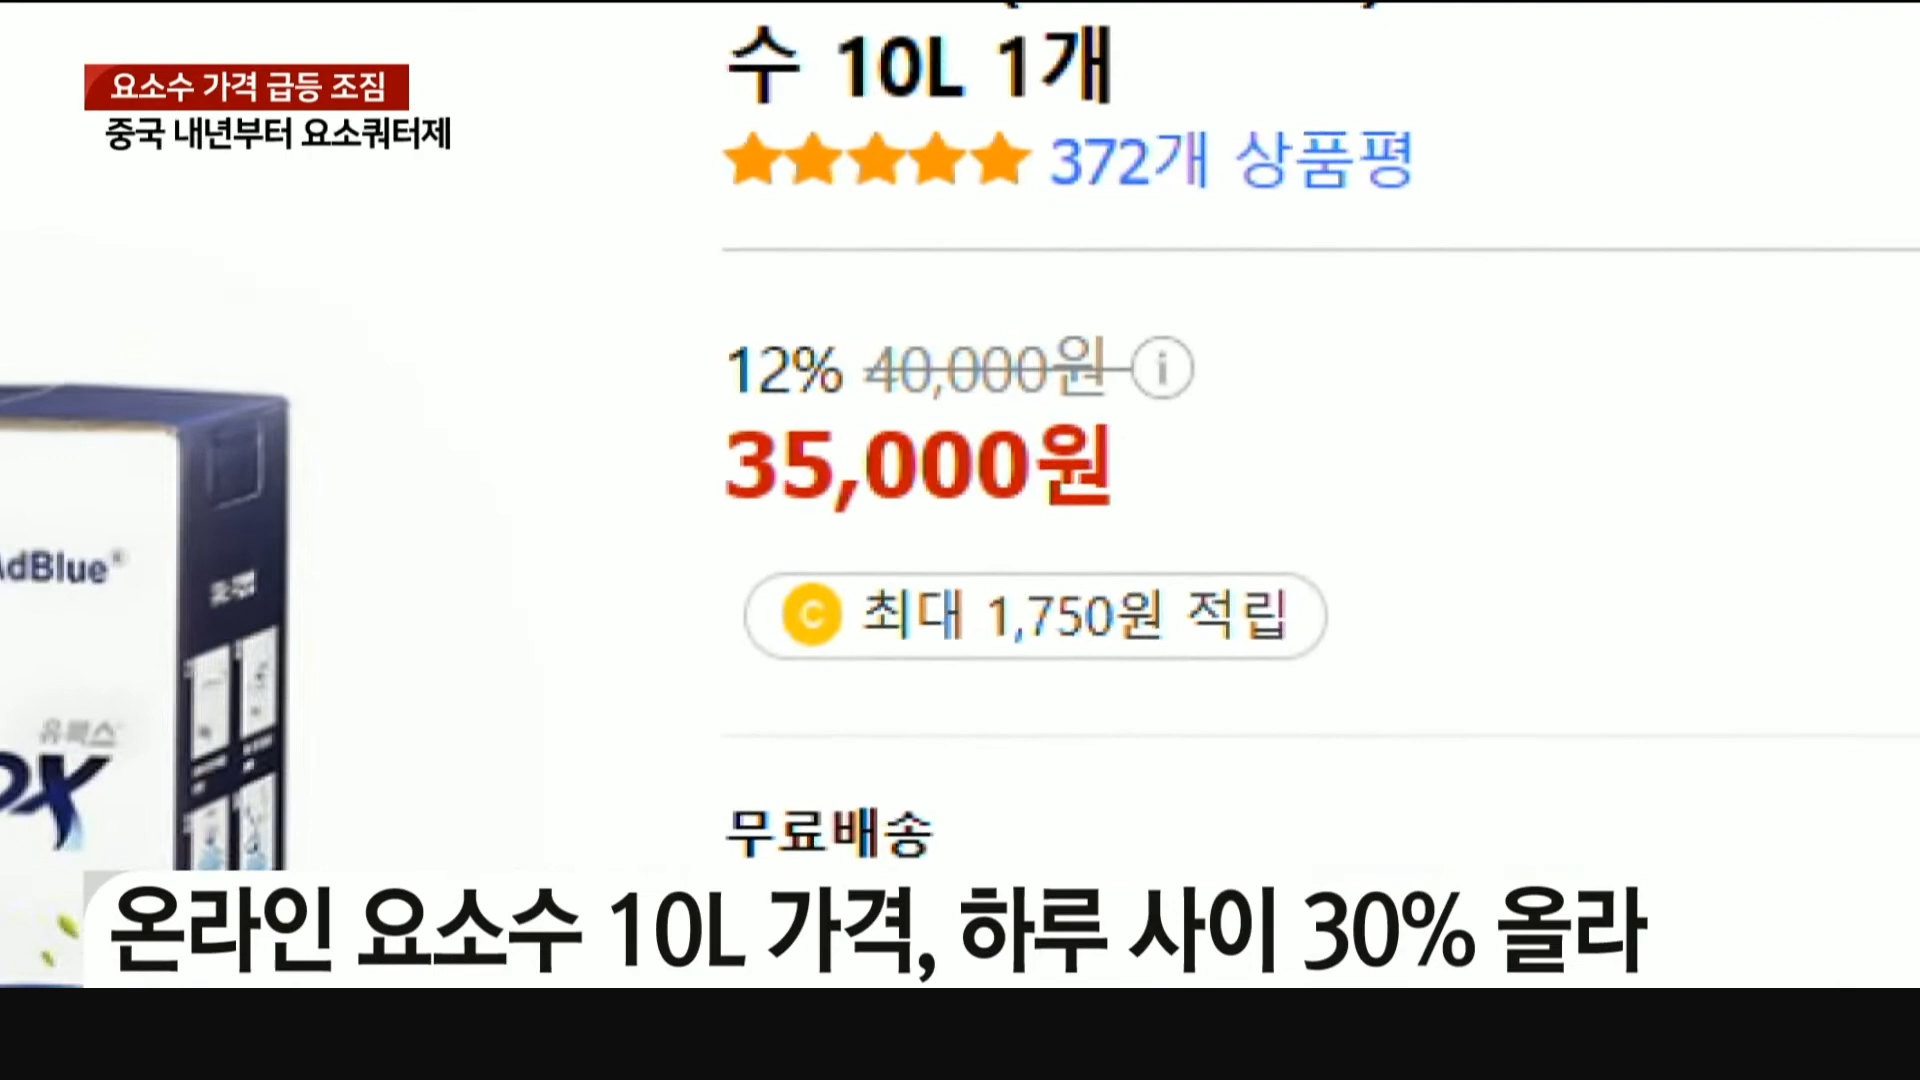 요소수 가격 급등 조짐
중국 내년부터 요소쿼터제
수 10L 1개
372개 상품평
12% 40,000원 i
35,000원
C 최대 1,750원 적립
무료배송
AdBlue®
유록스
OX
온라인 요소수 10L 가격, 하루 사이 30% 올라